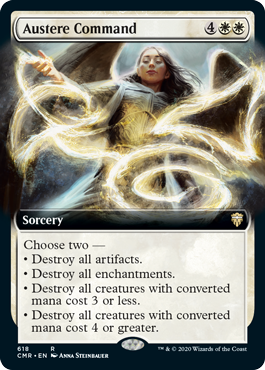 Austere Command 4
Sorcery
Choose two —
• Destroy all artifacts.
• Destroy all enchantments.
• Destroy all creatures with converted
mana cost 3 or less.
• Destroy all creatures with converted
mana cost 4 or greater.
618 R
CMR • EN Anna Steinbauer
™ & © 2020 Wizards of the Coast